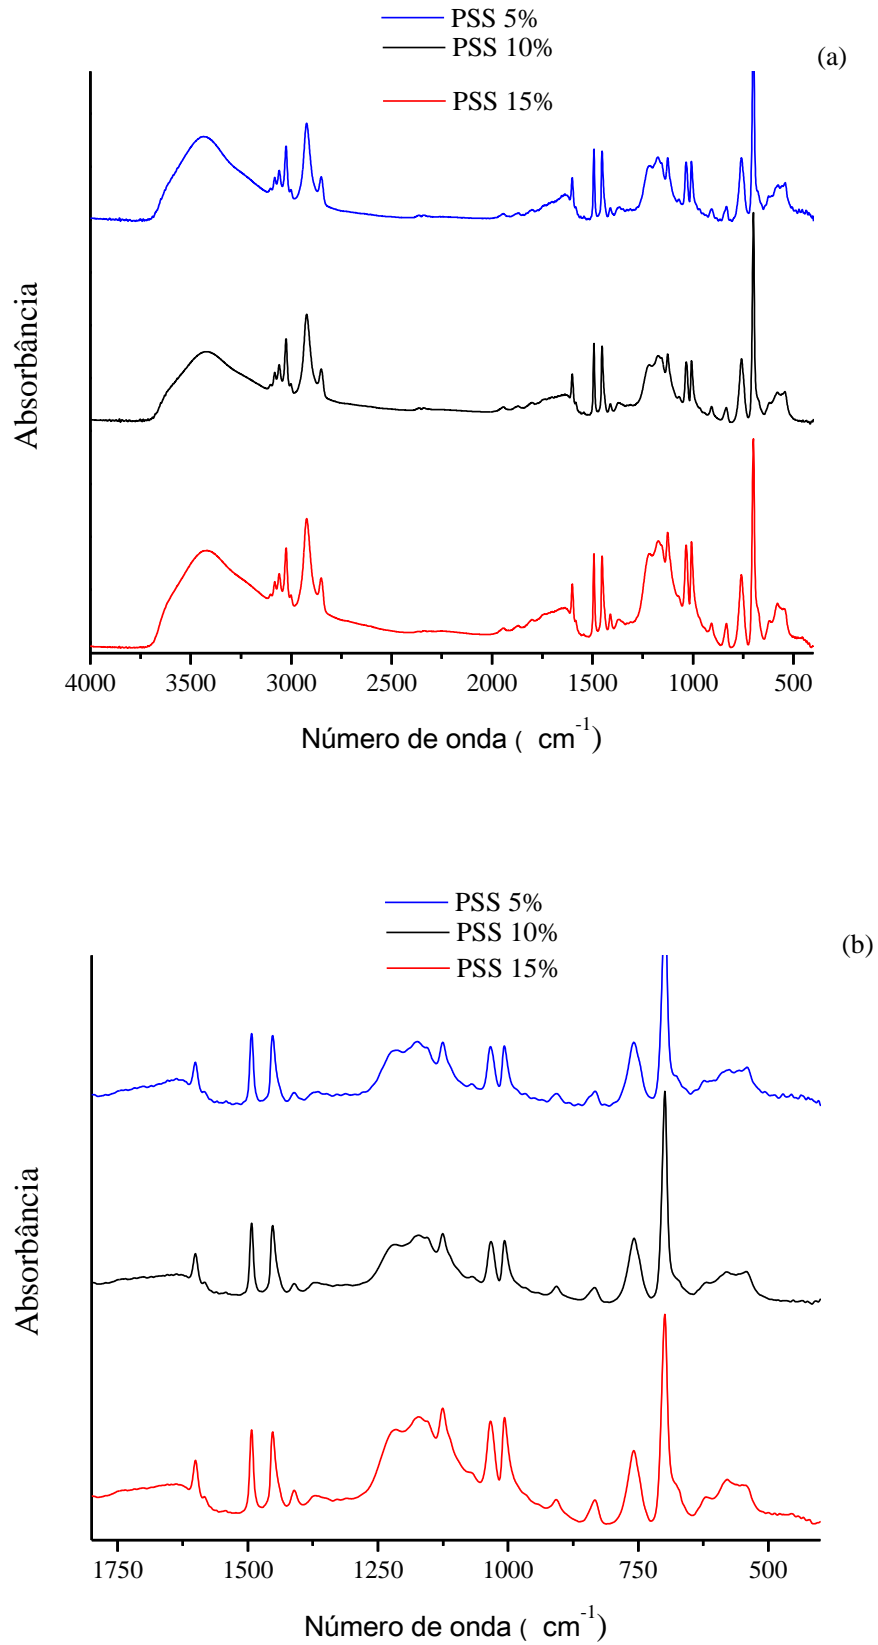 PSS 5%
PSS 10%
(a)
PSS 15%
Absorbância
4000 3500 3000 2500 2000 1500 1000 500
Número de onda ( cm-1)
PSS 5%
PSS 10%
(b)
PSS 15%
Absorbância
1750 1500 1250 1000 750 500
Número de onda ( cm-1)